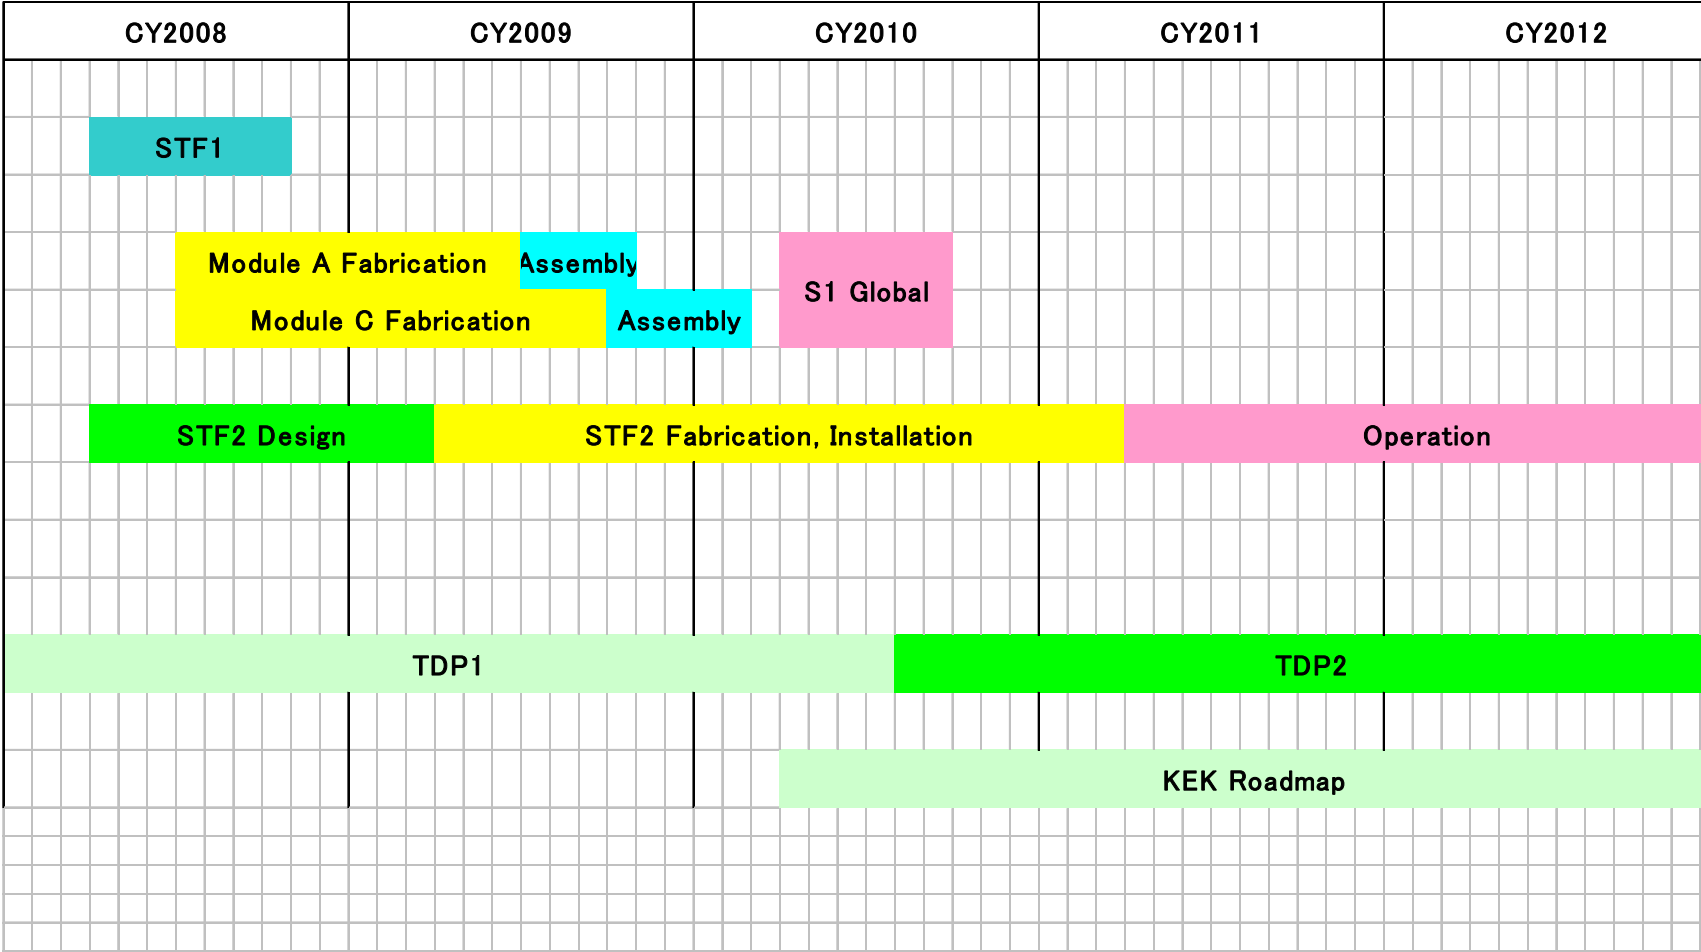 CY2008 CY2009 CY2010 CY2011 CY2012
STF1
Module A Fabrication Assembly
S1 Global
Module C Fabrication Assembly
STF2 Design STF2 Fabrication, Installation Operation
TDP1 TDP2
KEK Roadmap